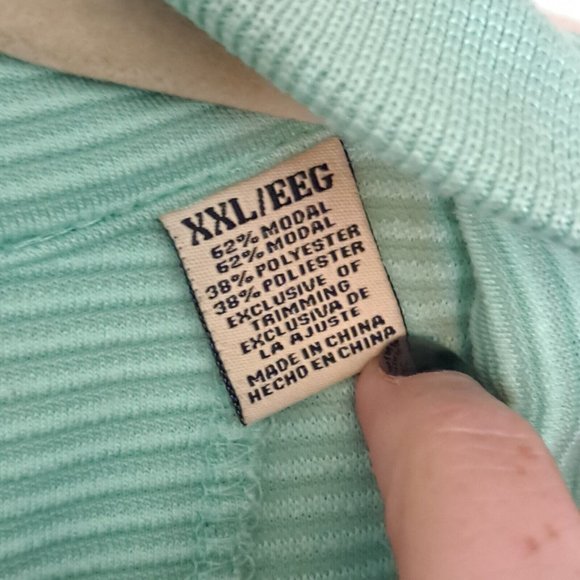 XXL/EEG
62% MODAL
62% MODAL
38% POLYESTER
38% POLIESTER
EXCLUSIVE OF
TRIMMING
EXCLUSIVA DE
LA AJUSTE
MADE IN CHINA
HECHO EN CHINA